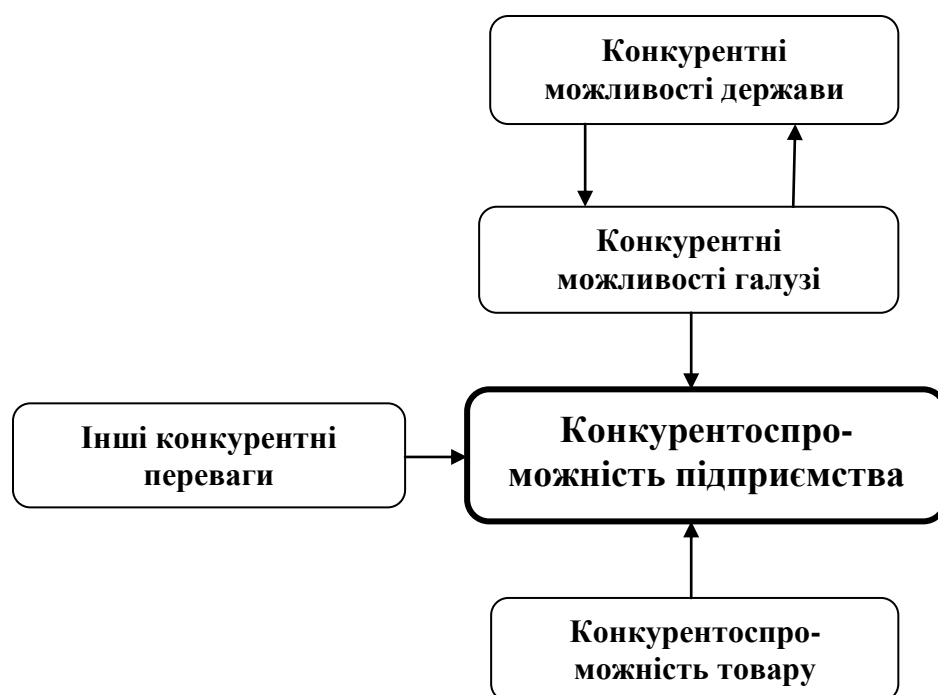 Конкурентні
можливості держави
Конкурентні
можливості галузі
Інші конкурентні
переваги
Конкурентоспро-
можність підприємства
Конкурентоспро-
можність товару